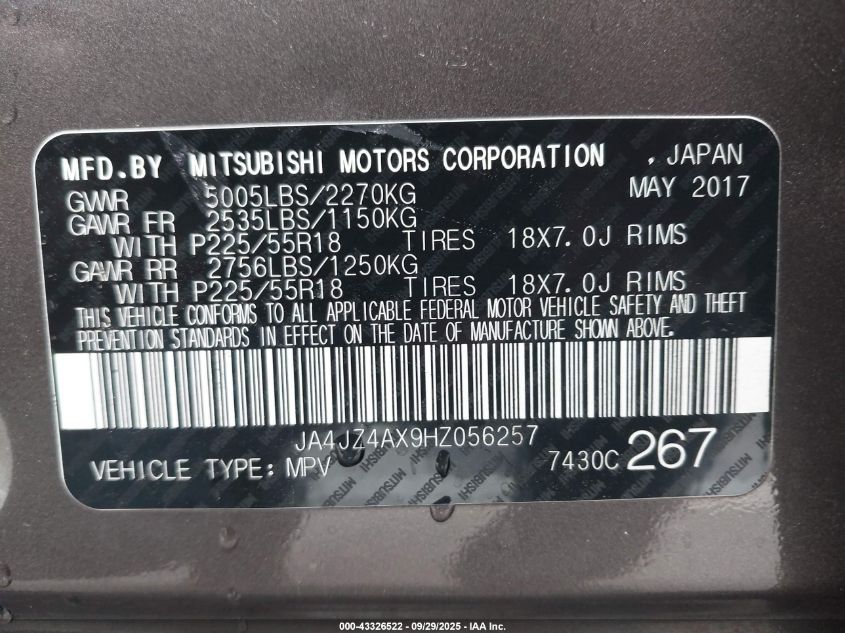 MFD.BY MITSUBISHI MOTORS CORPORATION , JAPAN
GVWR 5005LBS/2270KG MAY 2017
GAWR FR 2535LBS/1150KG
WITH P225/55R18 TIRES 18X7.0J RIMS
GAWR RR 2756LBS/1250KG
WITH P225/55R18 TIRES 18X7.0J RIMS
THIS VEHICLE CONFORMS TO ALL APPLICABLE FEDERAL MOTOR VEHICLE SAFETY AND THEFT
PREVENTION STANDARDS IN EFFECT ON THE DATE OF MANUFACTURE SHOWN ABOVE.
JA4JZ4AX9HZ056257
VEHICLE TYPE: MPV 7430C 267
000-43326522 - 09/29/2025 - IAA Inc.